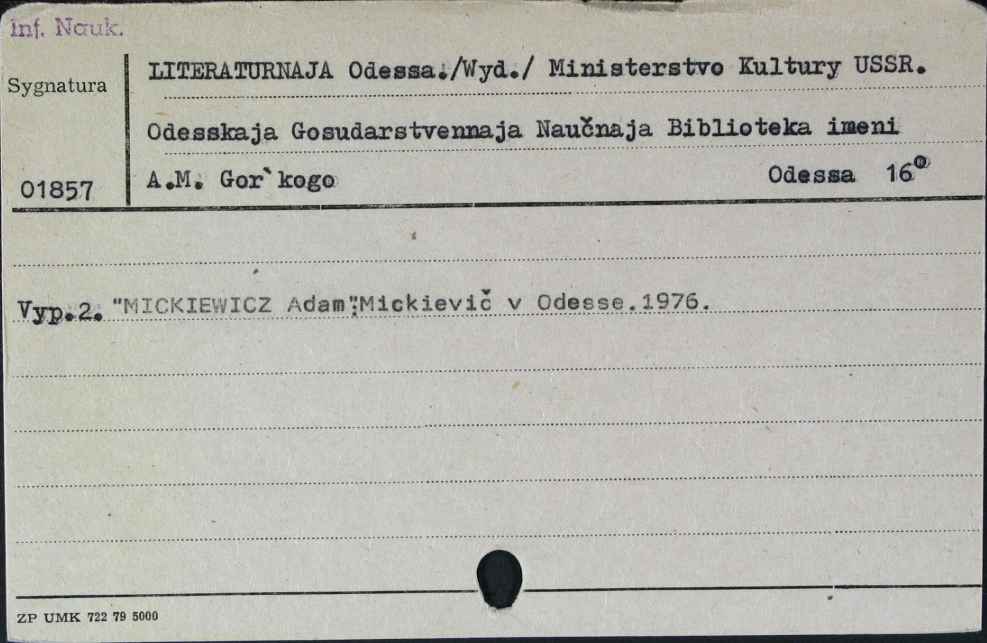 Inf. Nauk.
LITERATURNAJA Odessa./Wyd./ Ministerstvo Kultury USSR.
Sygnatura
Odesskaja Gosudarstvennaja Naučnaja Biblioteka imeni
01857
A.M. Gor`kogo Odessa 16°
Vyp.2. "MICKIEWICZ Adam":Mickievič v Odesse.1976.
ZP UMK 722 79 5000